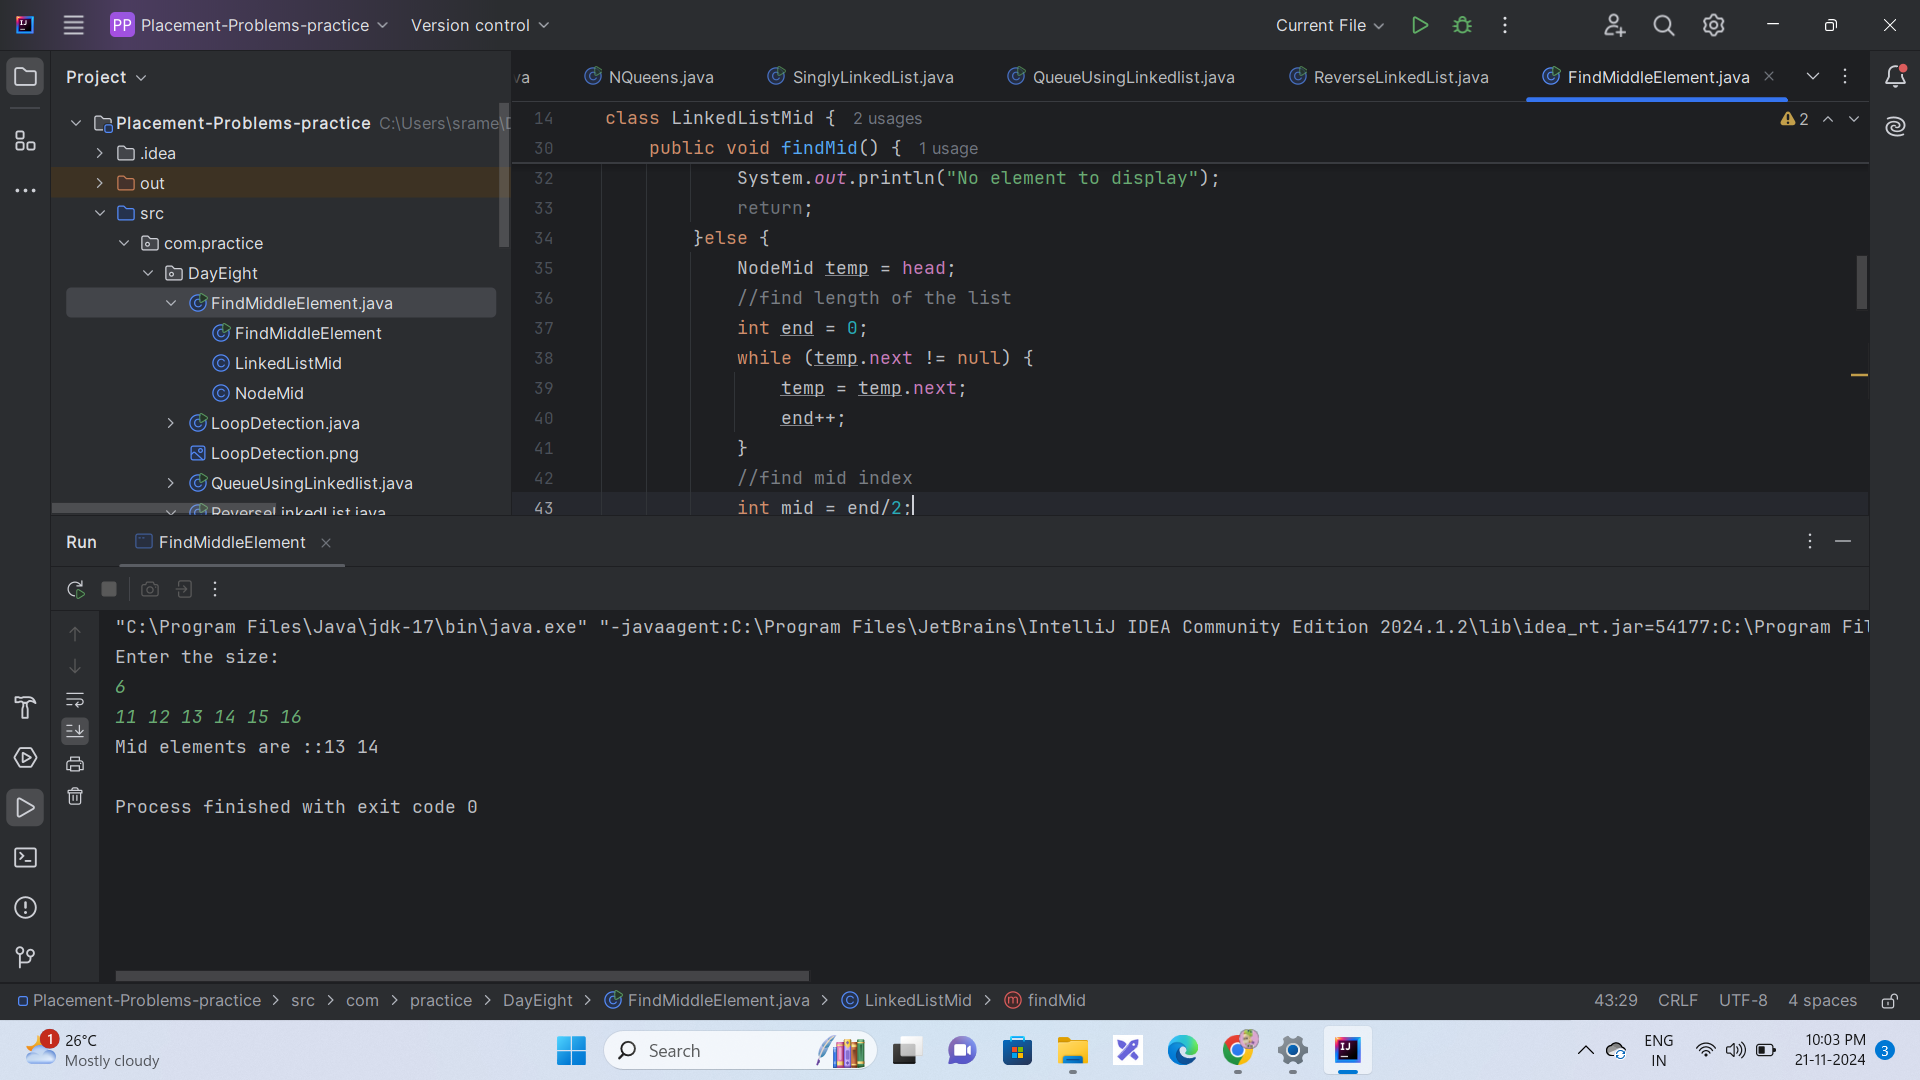 PP Placement-Problems-practice Version control Current File
Project
va NQueens.java SinglyLinkedList.java QueueUsingLinkedlist.java ReverseLinkedList.java FindMiddleElement.java
Placement-Problems-practice C:\Users\srame\D
.idea
out
src
com.practice
DayEight
FindMiddleElement.java
FindMiddleElement
LinkedListMid
NodeMid
LoopDetection.java
LoopDetection.png
QueueUsingLinkedlist.java
ReverseLinkedList.java
14 class LinkedListMid { 2 usages
2
30 public void findMid() { 1 usage
32 System.out.println("No element to display");
33 return;
34 }else {
35 NodeMid temp = head;
36 //find length of the list
37 int end = 0;
38 while (temp.next != null) {
39 temp = temp.next;
40 end++;
41 }
42 //find mid index
43 int mid = end/2;
Run FindMiddleElement
"C:\Program Files\Java\jdk-17\bin\java.exe" "-javaagent:C:\Program Files\JetBrains\IntelliJ IDEA Community Edition 2024.1.2\lib\idea_rt.jar=54177:C:\Program Fil
Enter the size:
6
11 12 13 14 15 16
Mid elements are ::13 14
Process finished with exit code 0
Placement-Problems-practice > src > com > practice > DayEight > FindMiddleElement.java > LinkedListMid > findMid 43:29 CRLF UTF-8 4 spaces
1 26°C
Mostly cloudy
Search
ENG
IN
10:03 PM
21-11-2024
3